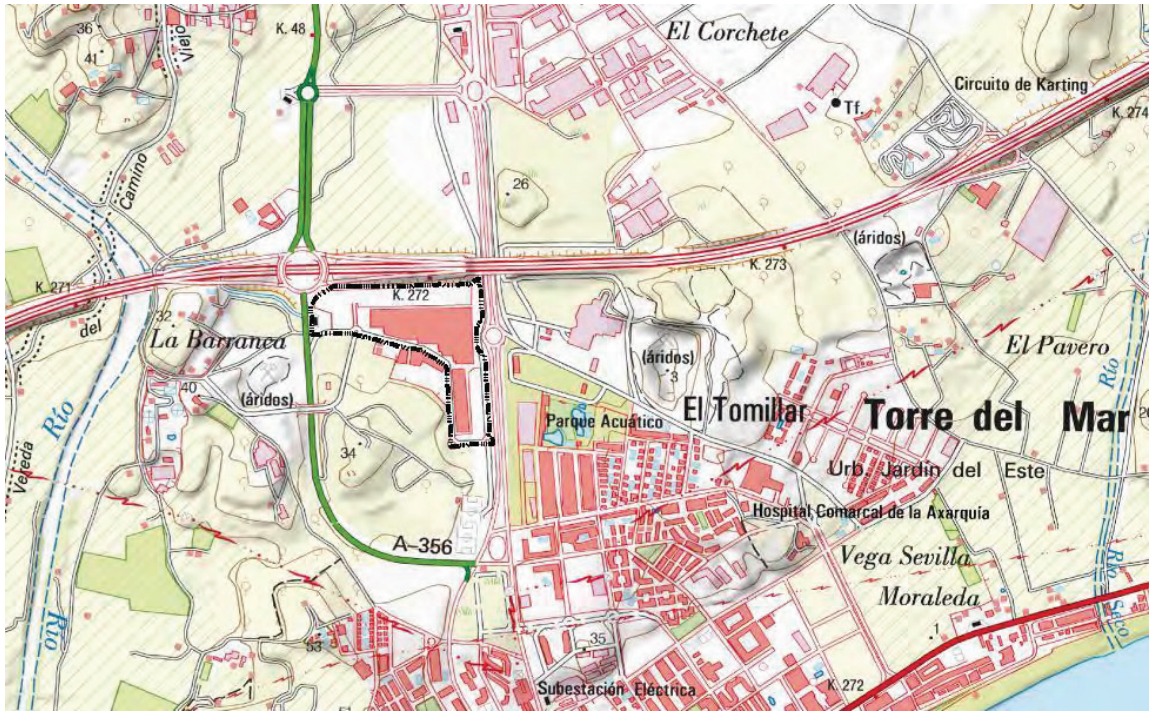 36
41
Viejo
K. 48
El Corchete
Circuito de Karting
Tf.
K. 274
Camino
26
K. 271
K. 272
K. 273
(áridos)
del
32
La Barranca
40
(áridos)
(áridos)
3
El Pavero
Río
Río
Parque Acuático
El Tomillar
Torre del Mar
Vereda
34
Urb. Jardín del Este
Hospital Comarcal de la Axarquía
A-356
Vega Sevilla
Moraleda
Río
Río Seco
53
35
1
Subestación Eléctrica
K. 272